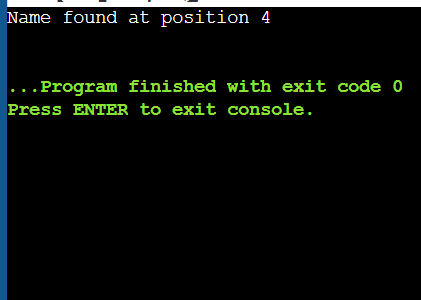 Name found at position 4
...Program finished with exit code 0
Press ENTER to exit console.